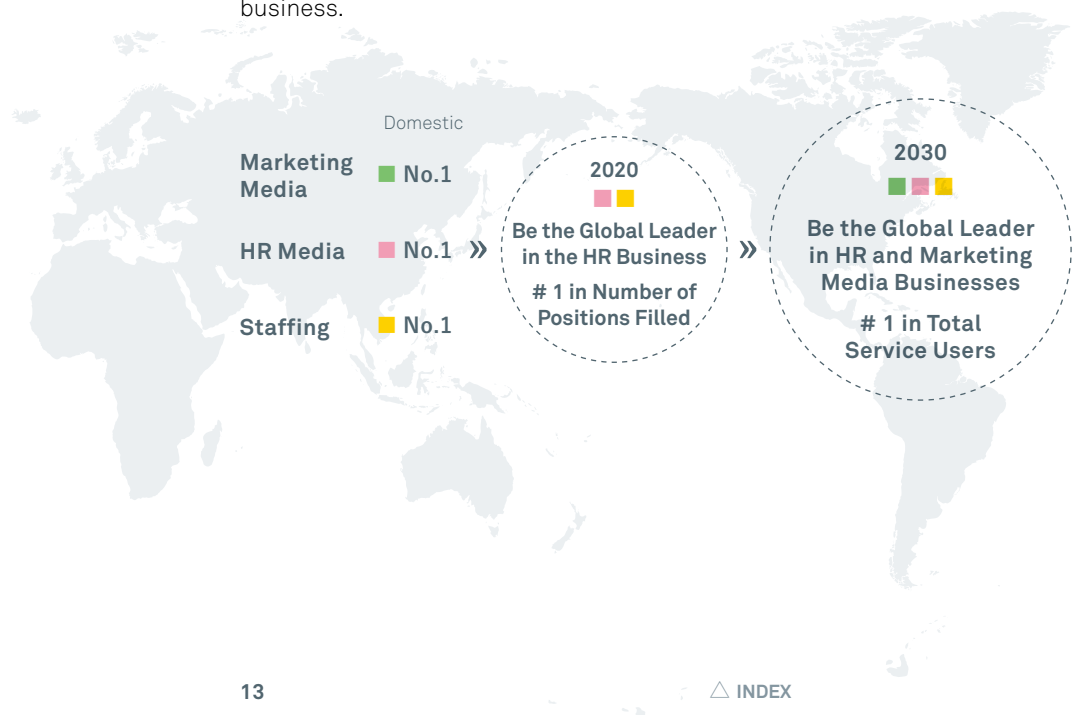 business.
Domestic
Marketing
Media
No.1
HR Media
No.1 »
Staffing
No.1
2020
Be the Global Leader
in the HR Business
# 1 in Number of
Positions Filled
»
2030
Be the Global Leader
in HR and Marketing
Media Businesses
# 1 in Total
Service Users
13
△ INDEX